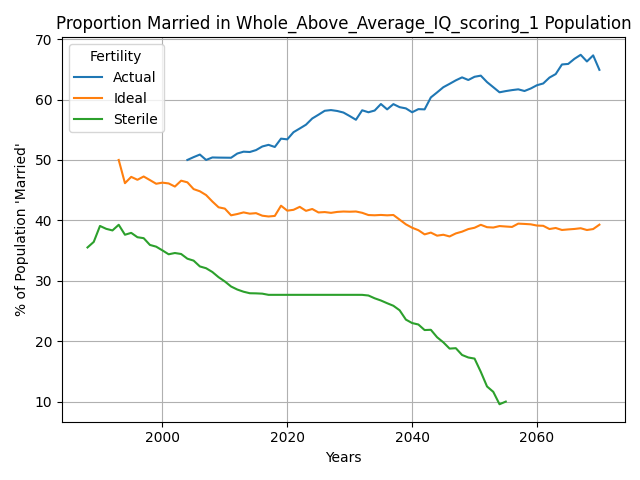 Proportion Married in Whole_Above_Average_IQ_scoring_1 Population
% of Population 'Married'
70
60
50
40
30
20
10
Fertility
Actual
Ideal
Sterile
2000
2020
2040
2060
Years